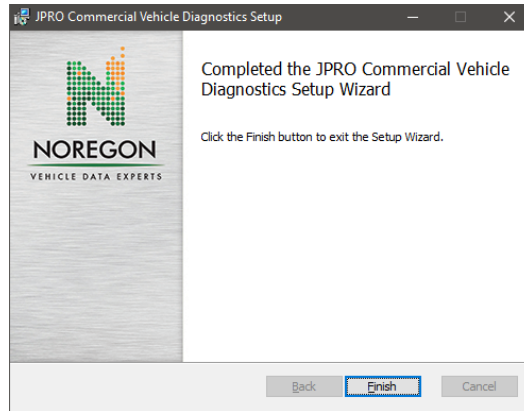 JPRO Commercial Vehicle Diagnostics Setup
Completed the JPRO Commercial Vehicle
Diagnostics Setup Wizard
Click the Finish button to exit the Setup Wizard.
NOREGON
VEHICLE DATA EXPERTS
Back
Finish
Cancel